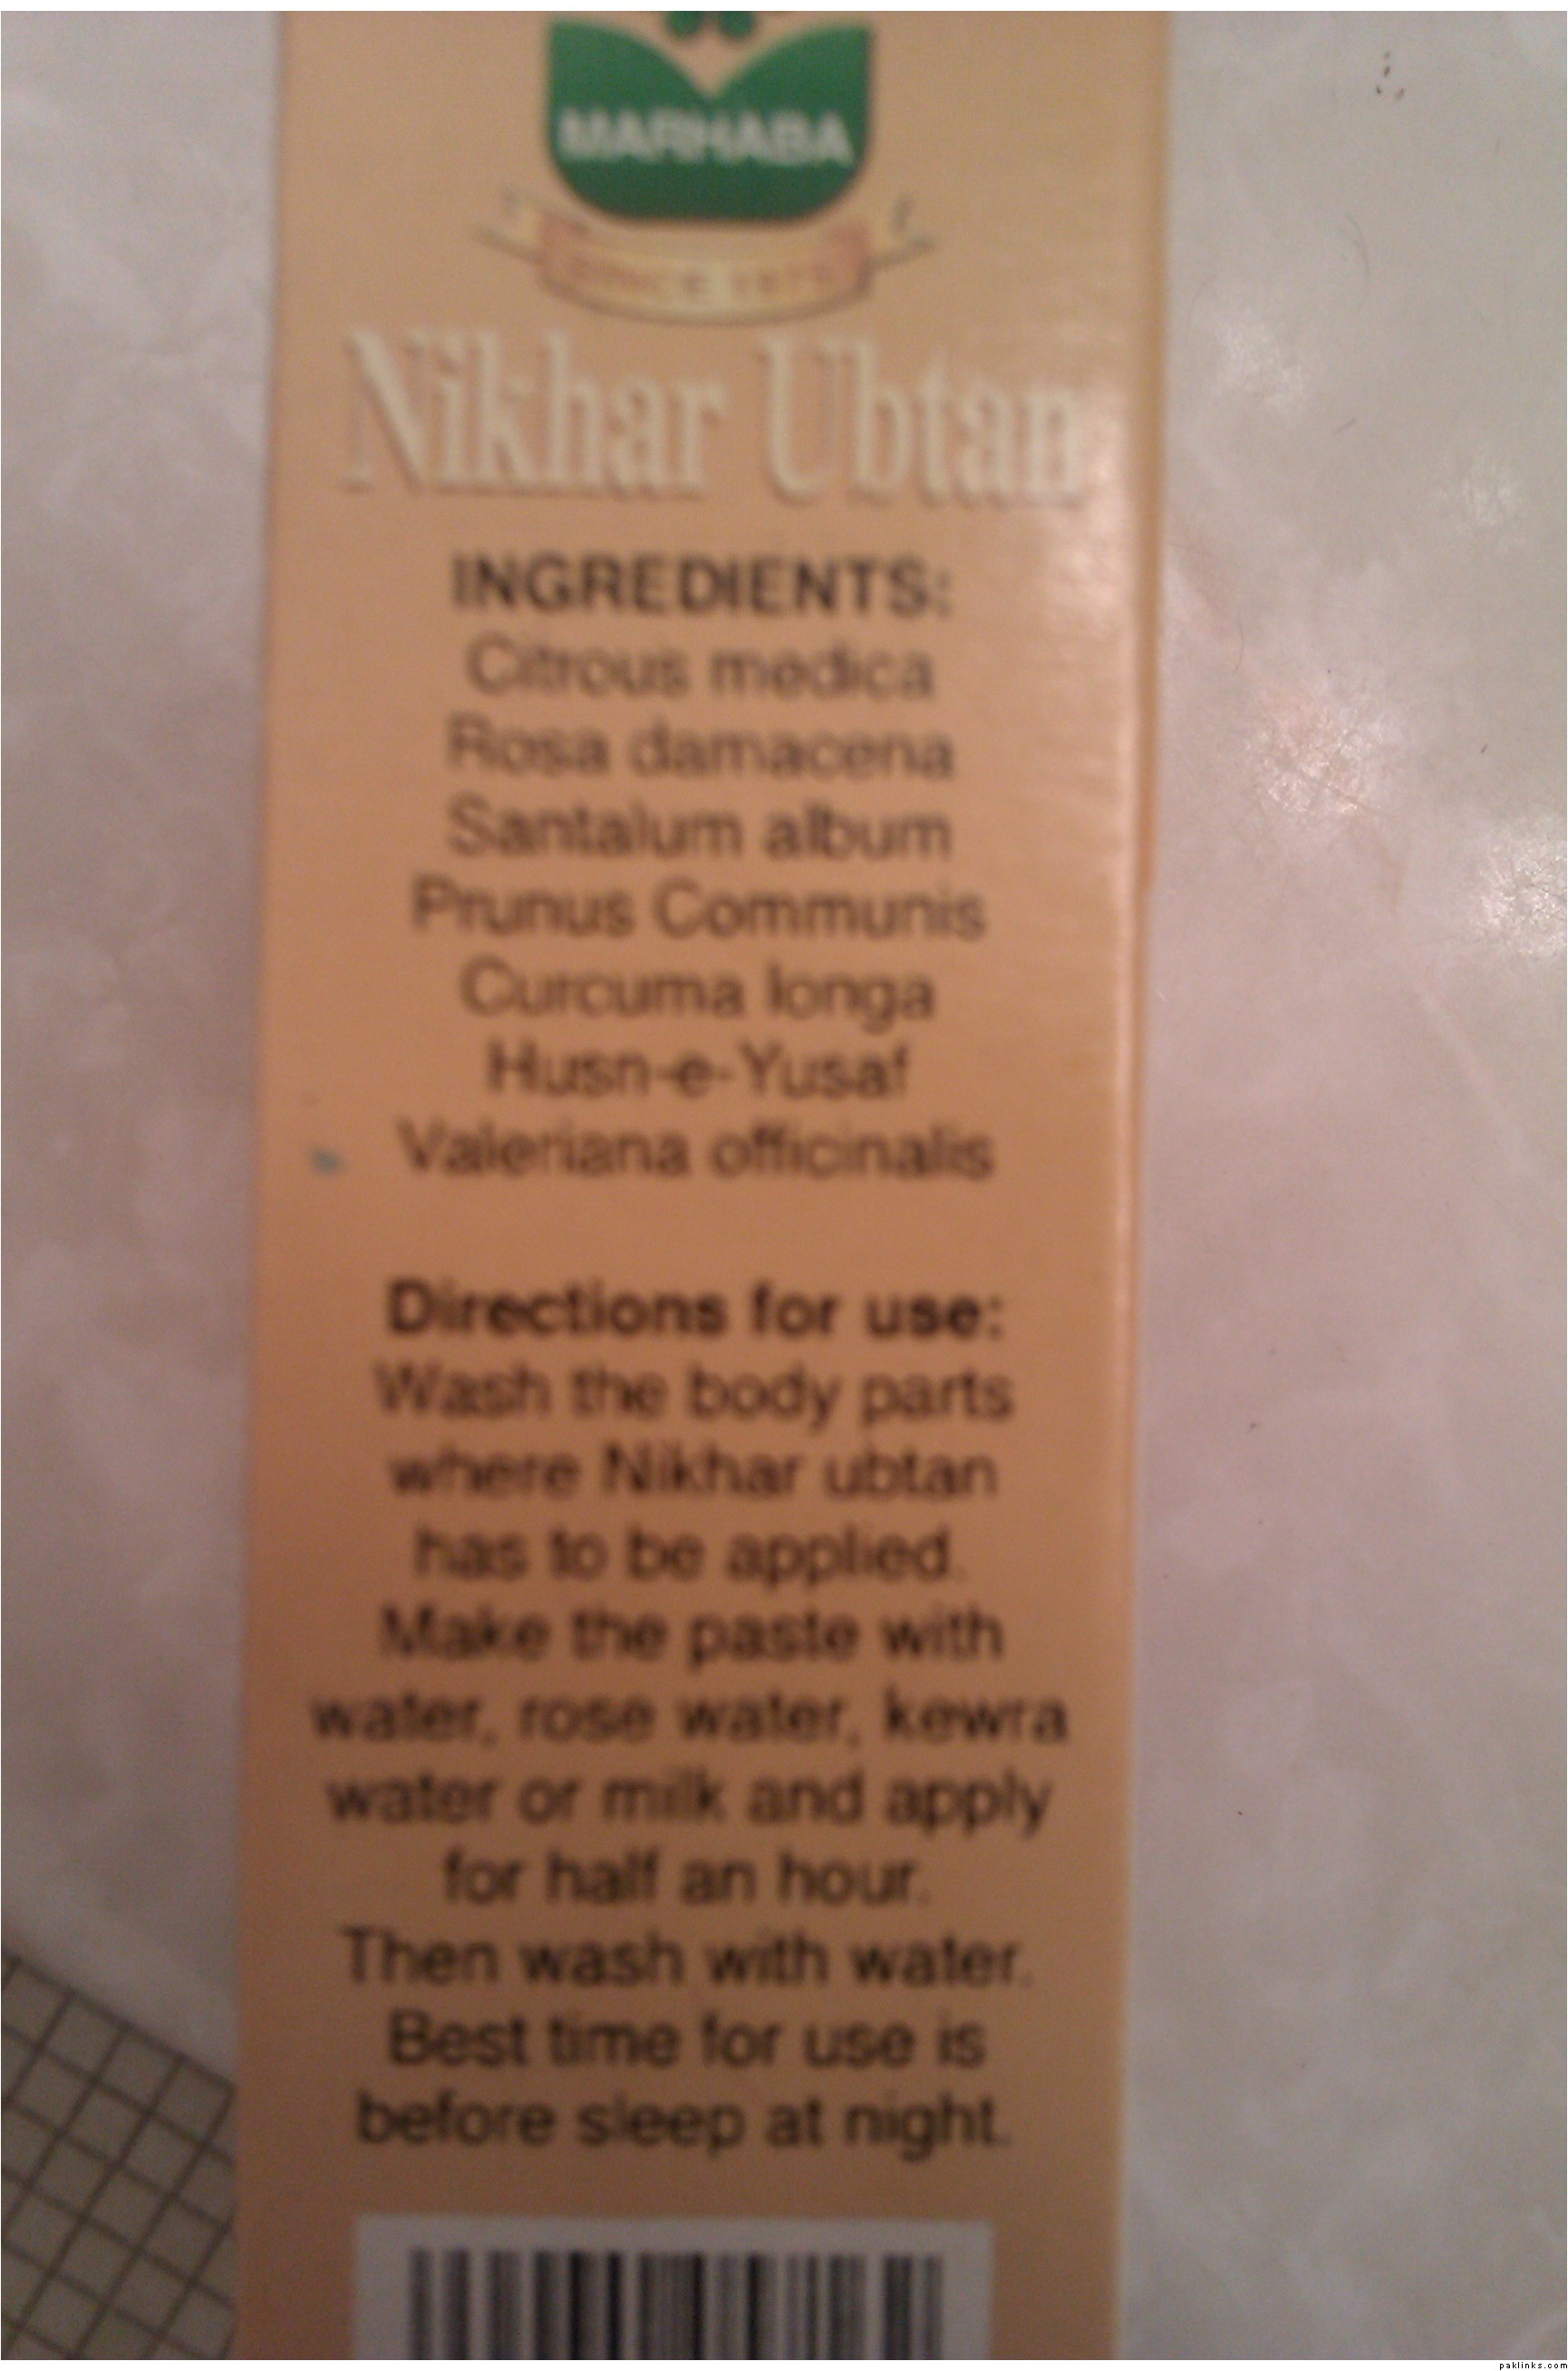 MARHABA
SINCE
Nikhar Ubtan
INGREDIENTS:
Citrous medica
Rosa damacena
Santalum album
Prunus Communis
Curcuma longa
Husn-e-Yusaf
Valeriana officinalis
Directions for use:
Wash the body parts
where Nikhar ubtan
has to be applied.
Make the paste with
water, rose water, kewra
water or milk and apply
for half an hour.
Then wash with water.
Best time for use is
before sleep at night.
paklinks.com